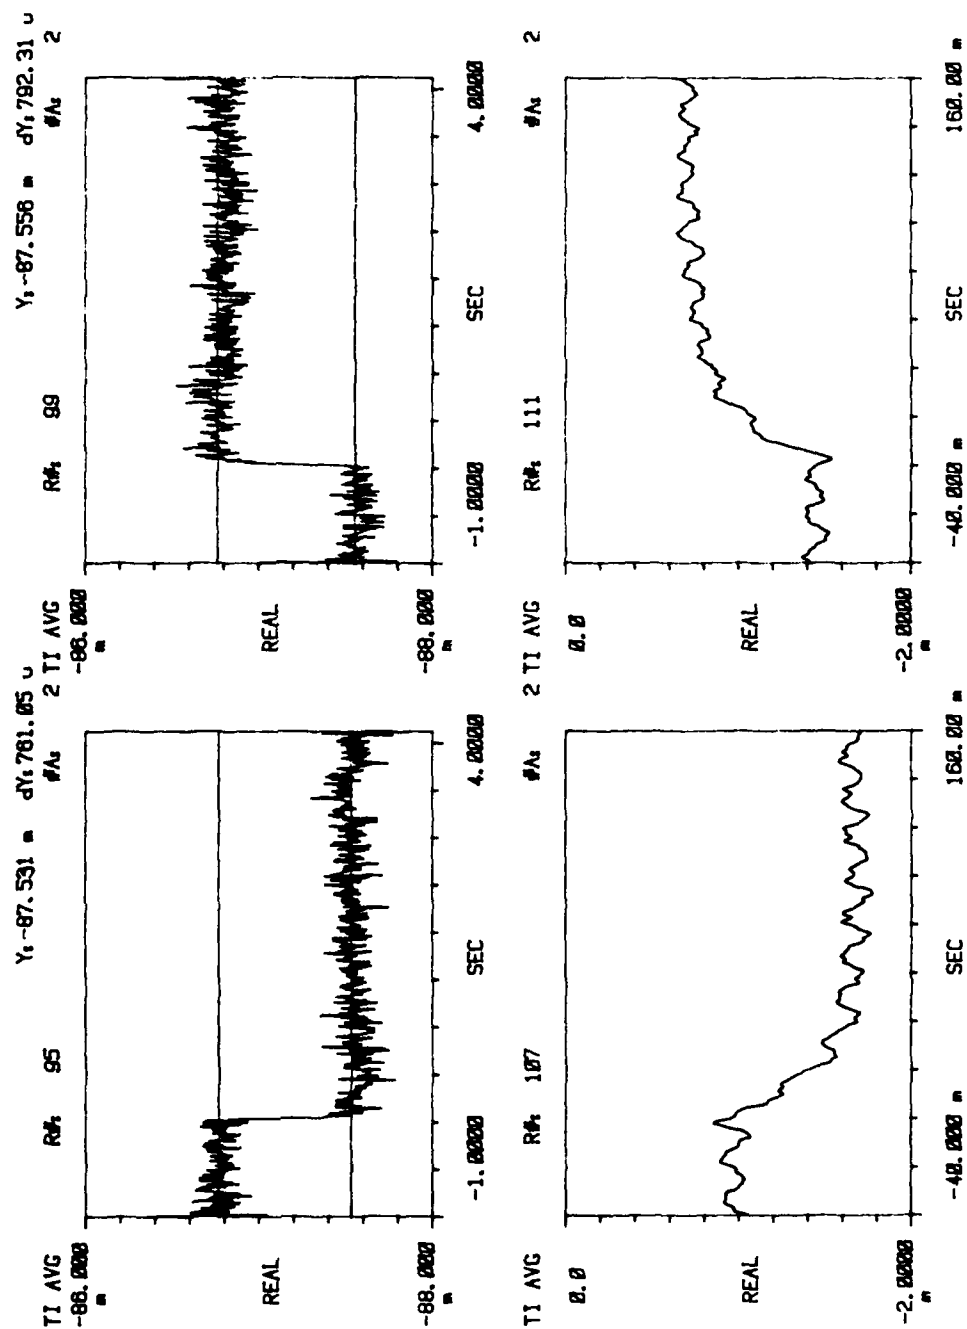 Y:-87.531 m dY:761.05 u
TI AVG R#: 95 #A: 2
-86.000
m
REAL
-88.000
m
-1.0000 SEC 4.0000
Y:-87.556 m dY:792.31 u
TI AVG R#: 99 #A: 2
-86.000
m
REAL
-88.000
m
-1.0000 SEC 4.0000
TI AVG R#: 107 #A: 2
0.0
REAL
-2.0000
m
-40.000 m SEC 160.00 m
TI AVG R#: 111 #A: 2
0.0
REAL
-2.0000
m
-40.000 m SEC 160.00 m